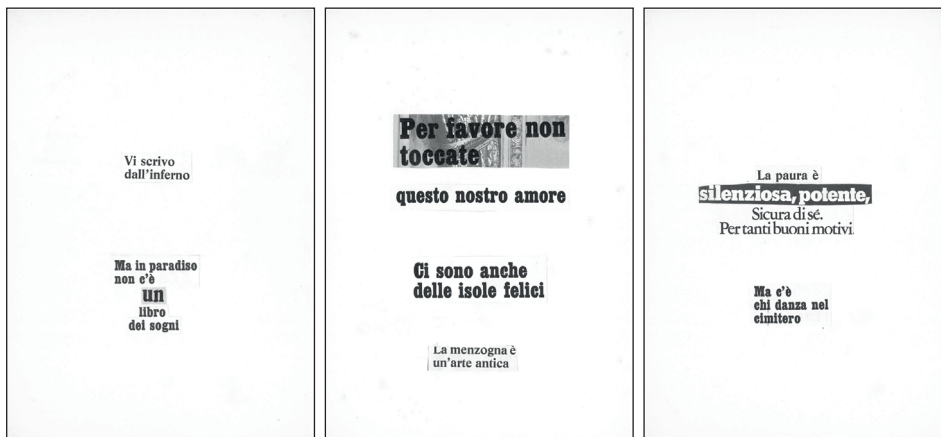 Vi scrivo
dall'inferno
Ma in paradiso
non c'è
un
libro
dei sogni
Per favore non
toccate
questo nostro amore
Ci sono anche
delle isole felici
La menzogna è
un'arte antica
La paura è
silenziosa, potente,
Sicura di sé.
Per tanti buoni motivi.
Ma c'è
chi danza nel
cimitero